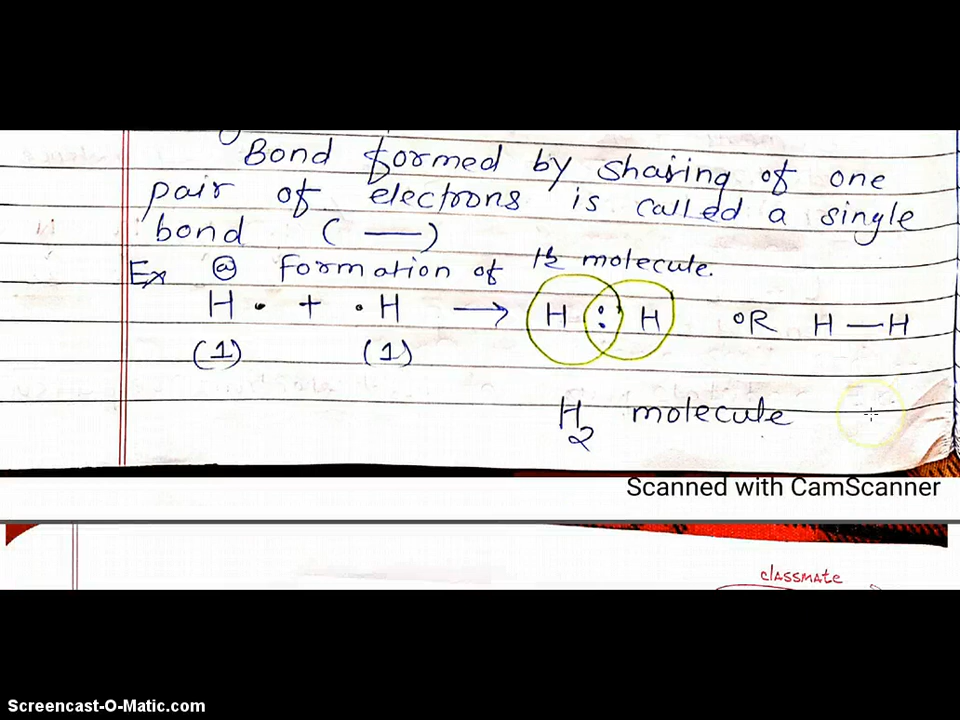 Bond formed by sharing of one
pair of electrons is called a single
bond ( — )
Ex ⓐ Formation of H2 molecule.
H • + • H → H : H OR H — H
(1) (1)
H2 molecule
Scanned with CamScanner
classmate
Screencast-O-Matic.com